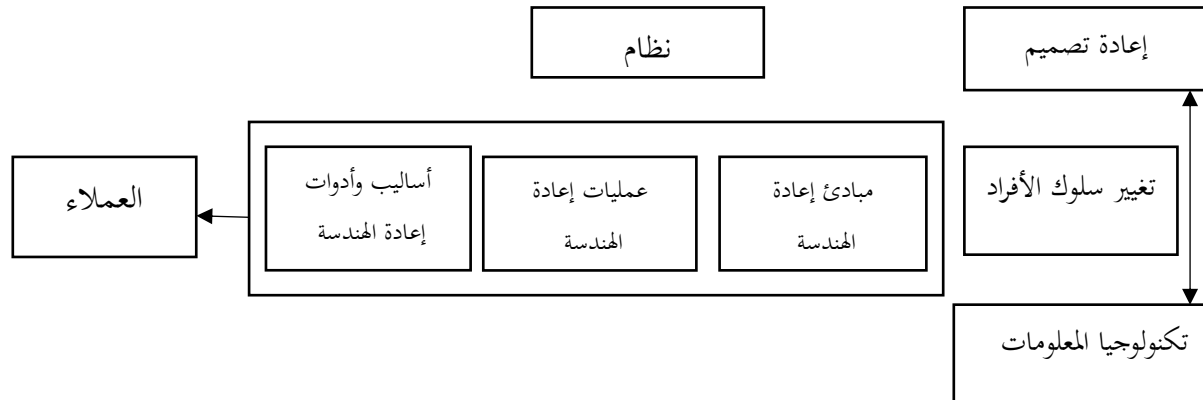 إعادة تصميم
نظام
تغيير سلوك الأفراد
مبادئ إعادة
الهندسة
عمليات إعادة
الهندسة
أساليب وأدوات
إعادة الهندسة
العملاء
تكنولوجيا المعلومات